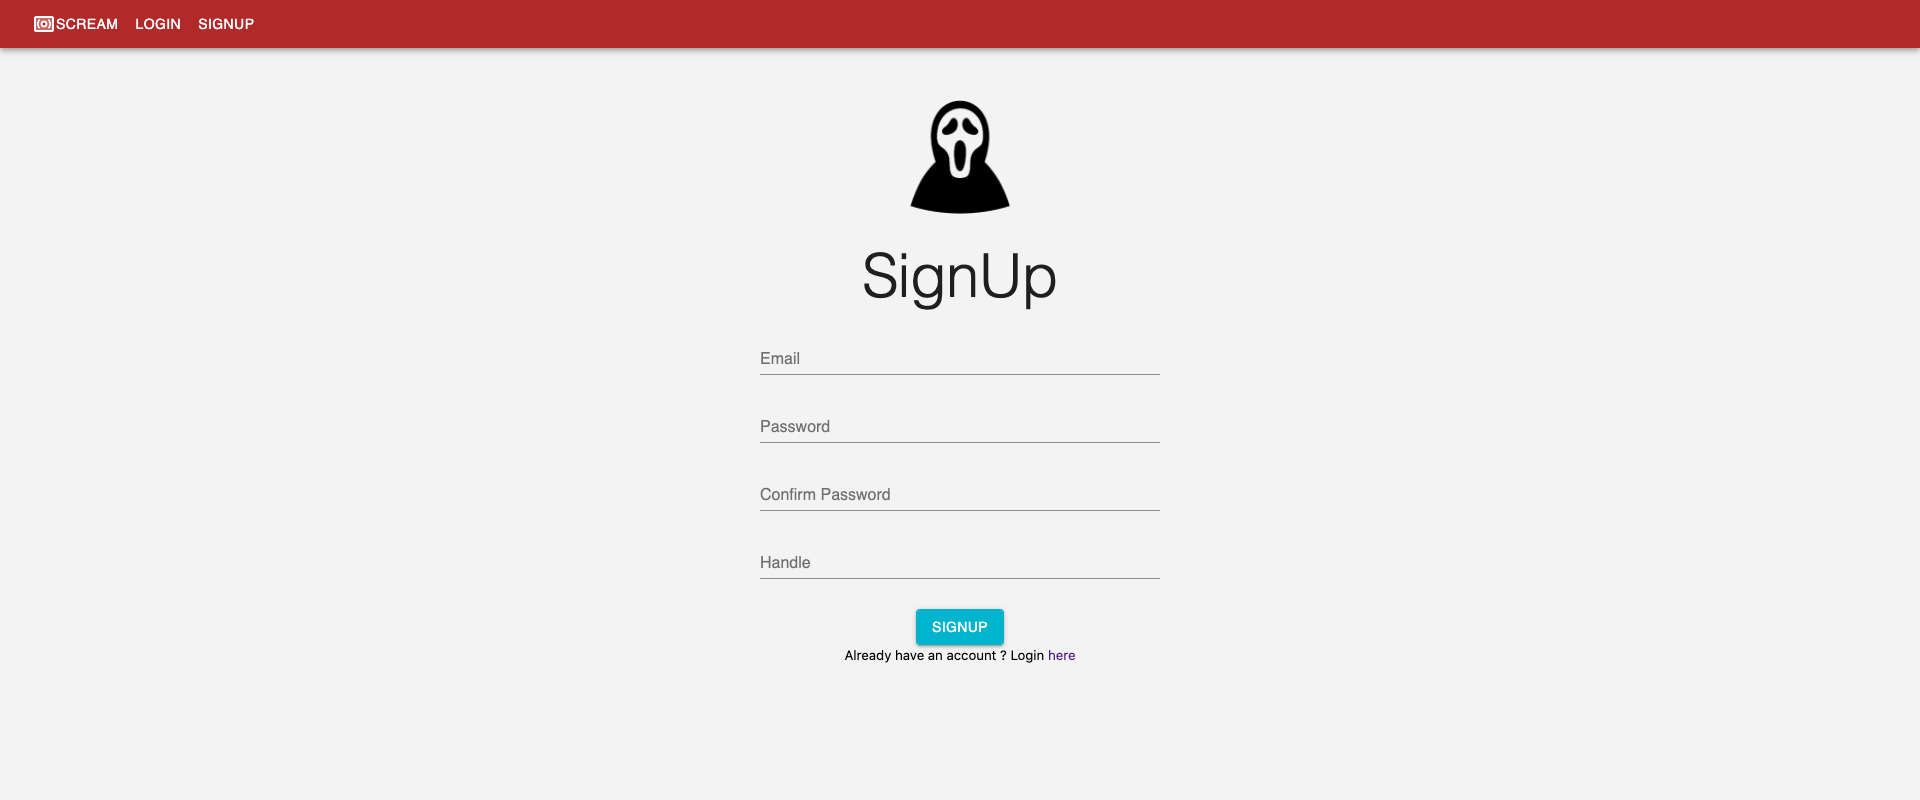 SCREAM LOGIN SIGNUP
SignUp
Email
Password
Confirm Password
Handle
SIGNUP
Already have an account ? Login here